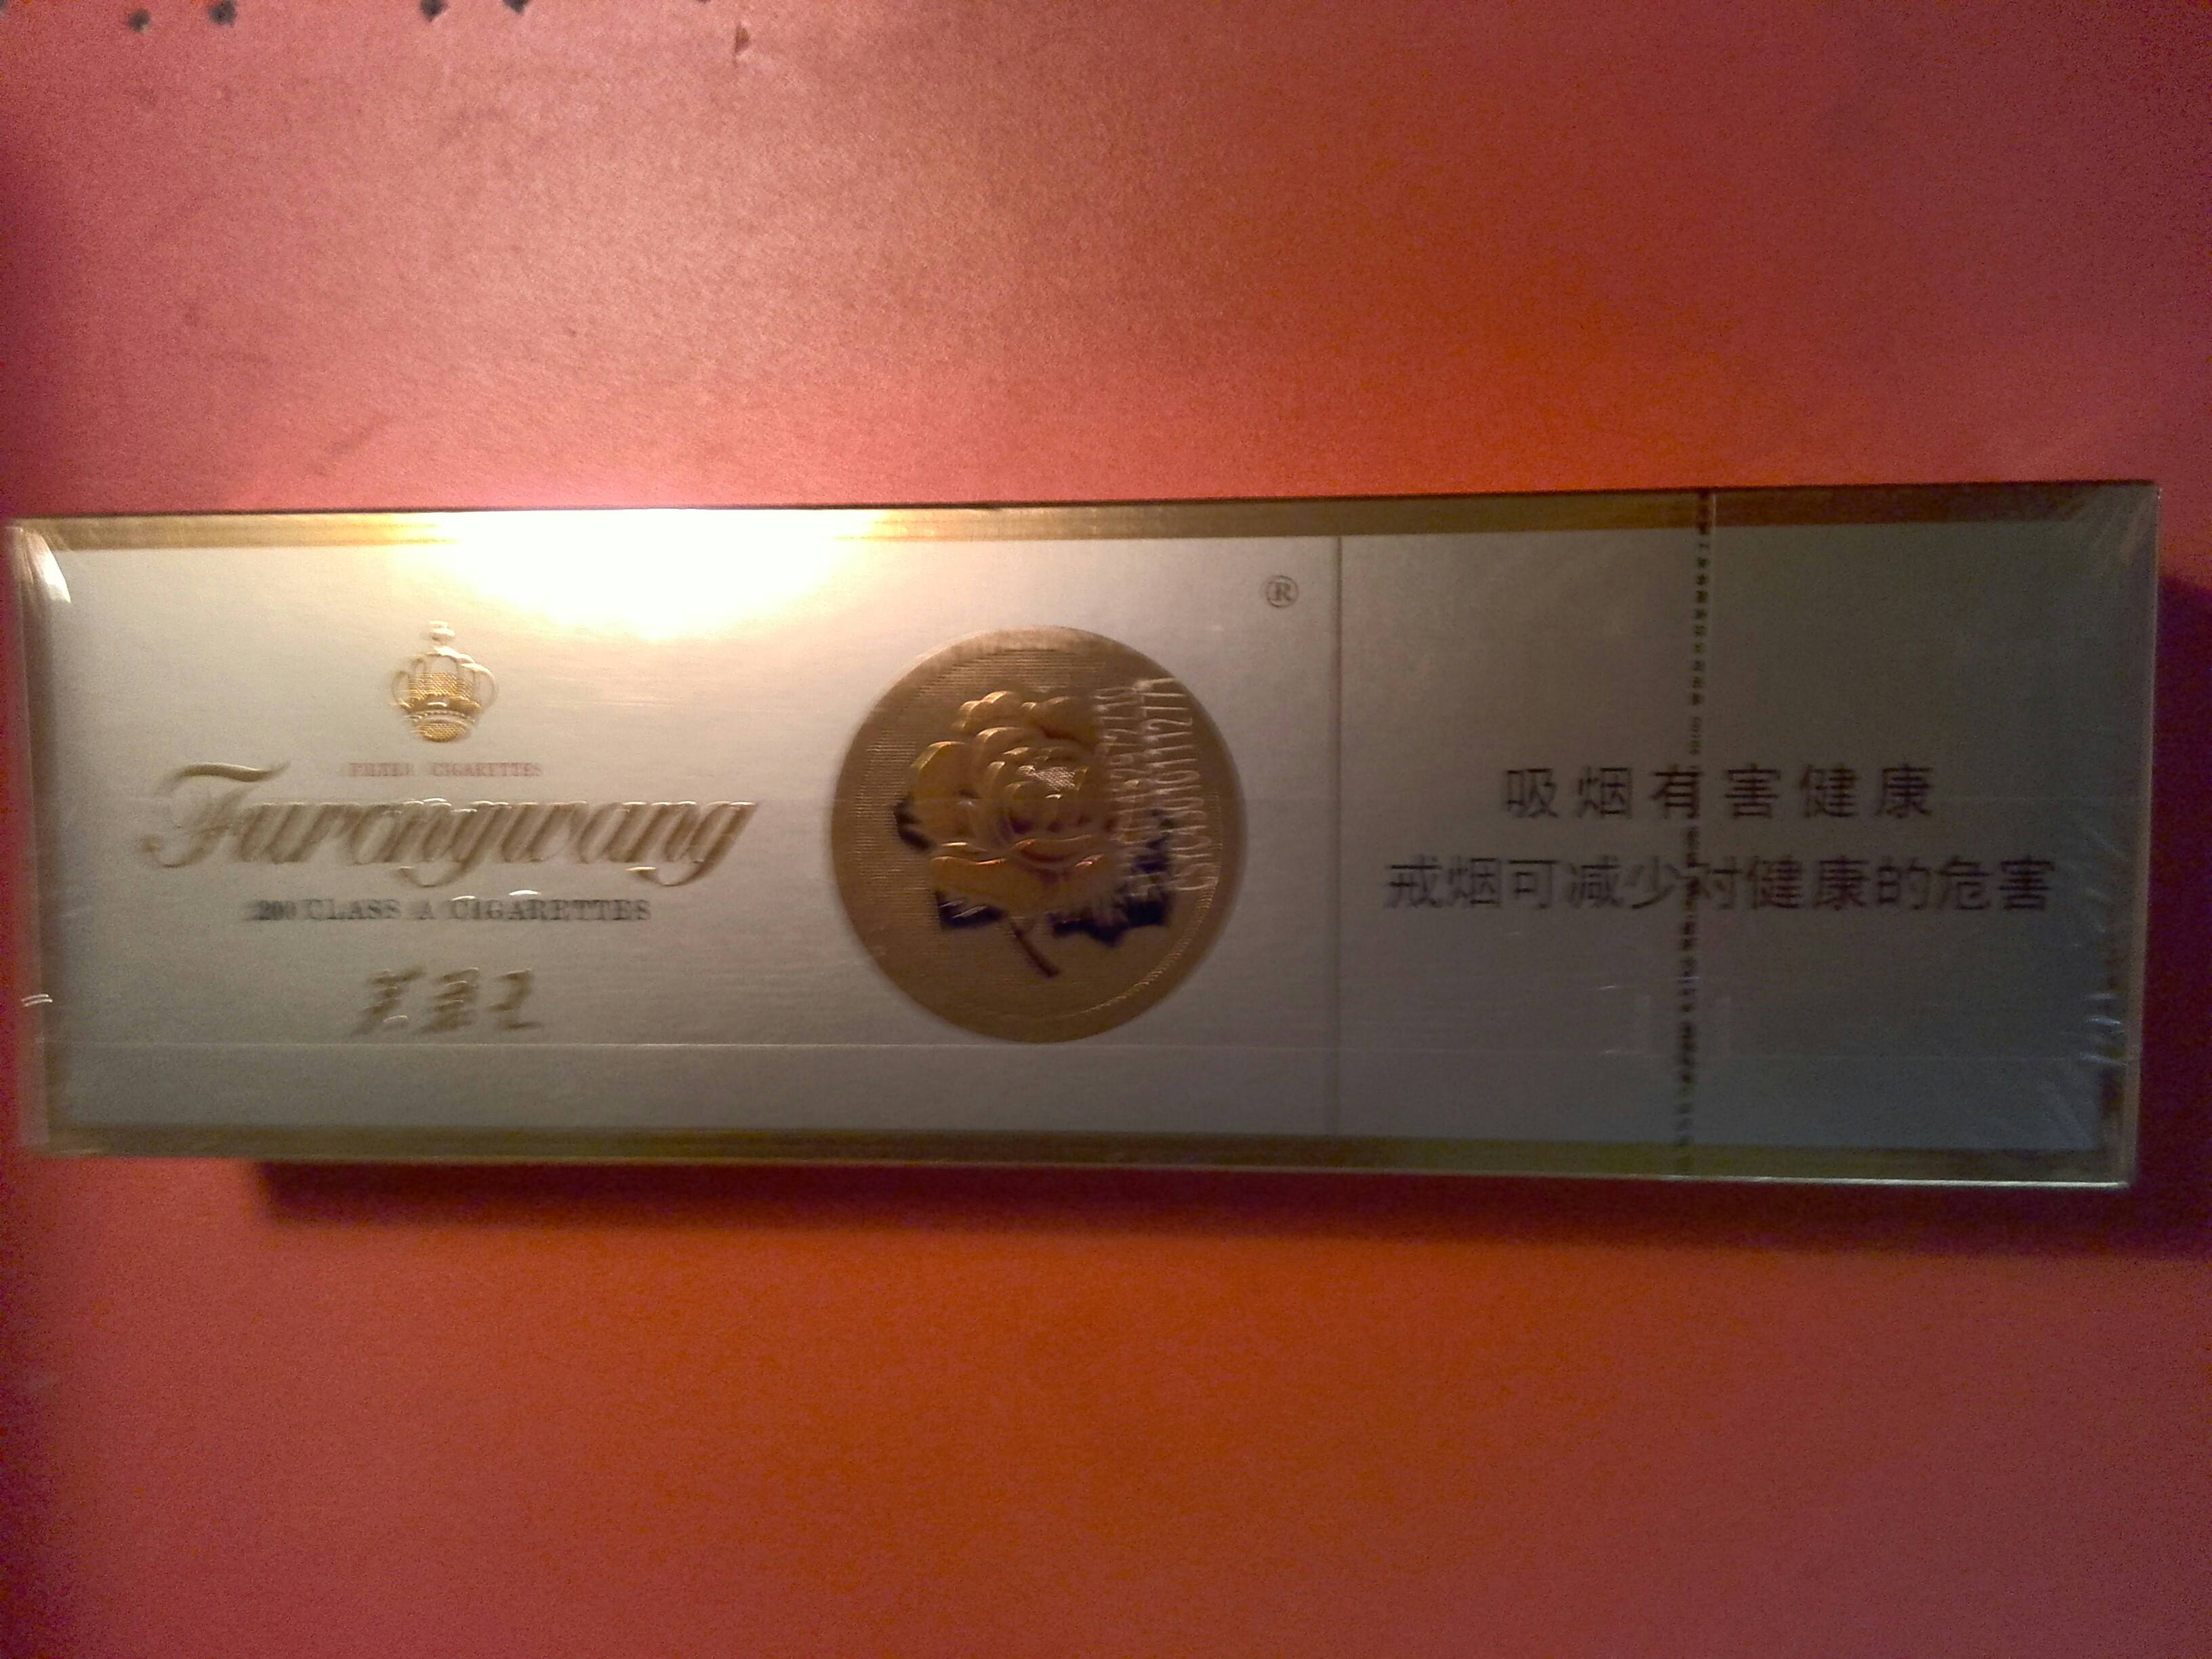 FILTER CIGARETTES
Furongwang
200 CLASS A CIGARETTES
芙蓉王
®
吸烟有害健康
戒烟可减少对健康的危害